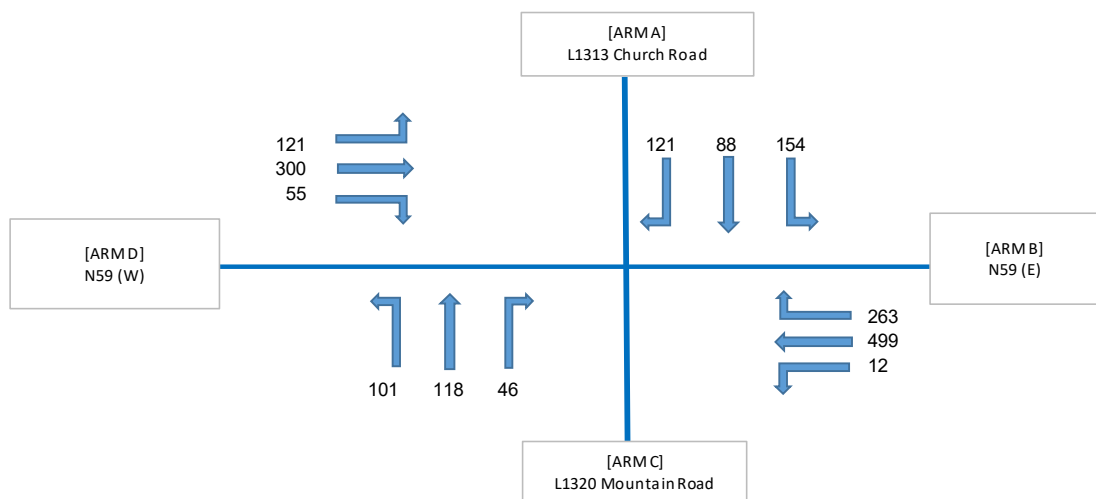 [ARM A]
L1313 Church Road
121
300
55
121 88 154
[ARM D]
N59 (W)
[ARM B]
N59 (E)
263
499
12
101 118 46
[ARM C]
L1320 Mountain Road